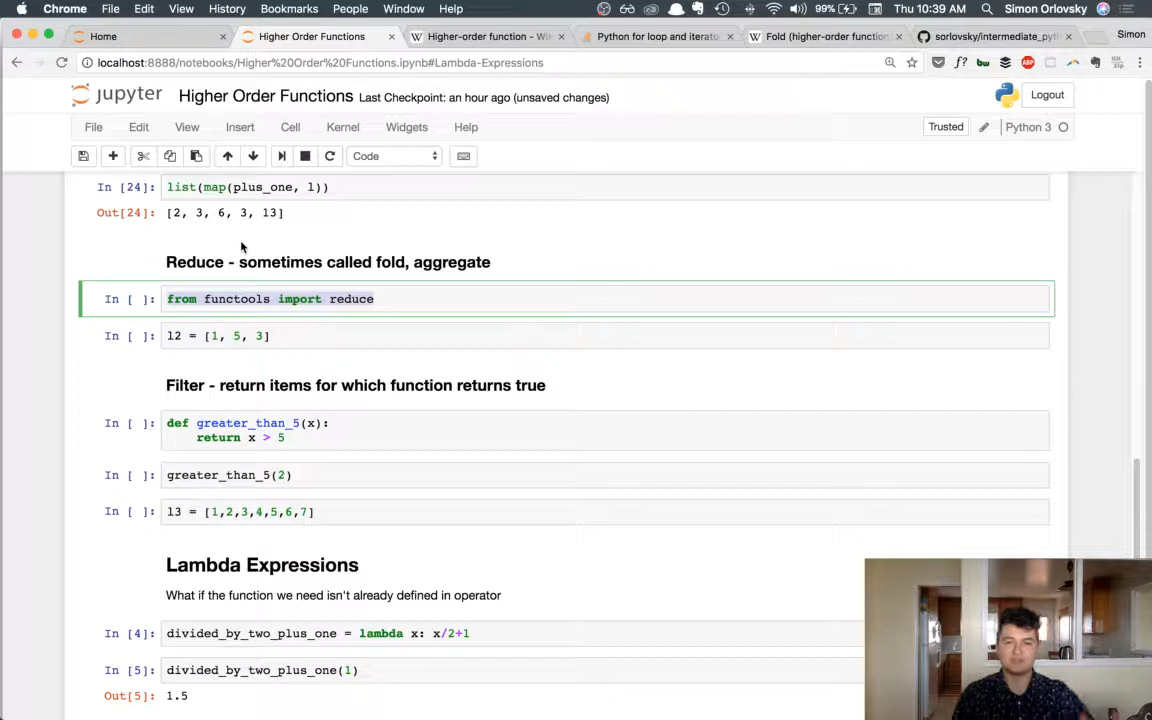 Chrome File Edit View History Bookmarks People Window Help 99% Thu 10:39 AM Simon Orlovsky
Home Higher Order Functions Higher-order function - Wik Python for loop and iterato Fold (higher-order function sorlovsky/intermediate_pyth Simon
localhost:8888/notebooks/Higher%20Order%20Functions.ipynb#Lambda-Expressions
jupyter Higher Order Functions Last Checkpoint: an hour ago (unsaved changes) Logout
File Edit View Insert Cell Kernel Widgets Help Trusted Python 3
Code
In [24]: list(map(plus_one, l))
Out[24]: [2, 3, 6, 3, 13]
Reduce - sometimes called fold, aggregate
In [ ]: from functools import reduce
In [ ]: l2 = [1, 5, 3]
Filter - return items for which function returns true
In [ ]: def greater_than_5(x):
return x > 5
In [ ]: greater_than_5(2)
In [ ]: l3 = [1,2,3,4,5,6,7]
Lambda Expressions
What if the function we need isn't already defined in operator
In [4]: divided_by_two_plus_one = lambda x: x/2+1
In [5]: divided_by_two_plus_one(1)
Out[5]: 1.5